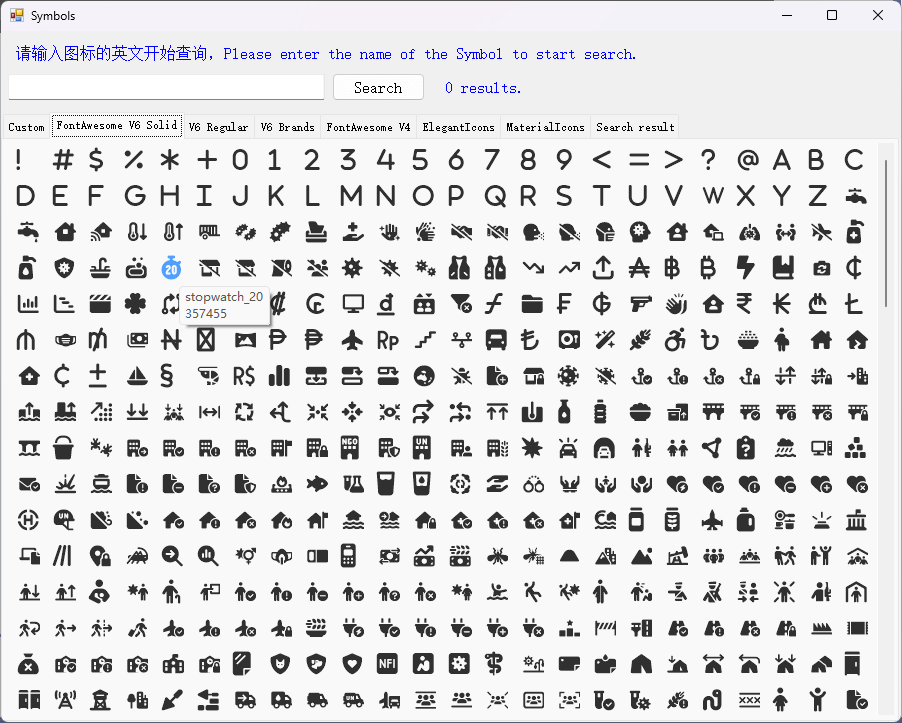 Symbols
请输入图标的英文开始查询，Please enter the name of the Symbol to start search.
Search 0 results.
Custom FontAwesome V6 Solid V6 Regular V6 Brands FontAwesome V4 ElegantIcons MaterialIcons Search result
! # $ % * + 0 1 2 3 4 5 6 7 8 9 < = > ? @ A B C
D E F G H I J K L M N O P Q R S T U V W X Y Z
20
stopwatch_20
357455
Rp
R$
NGO
UN
UN
NFI
UN
XXX